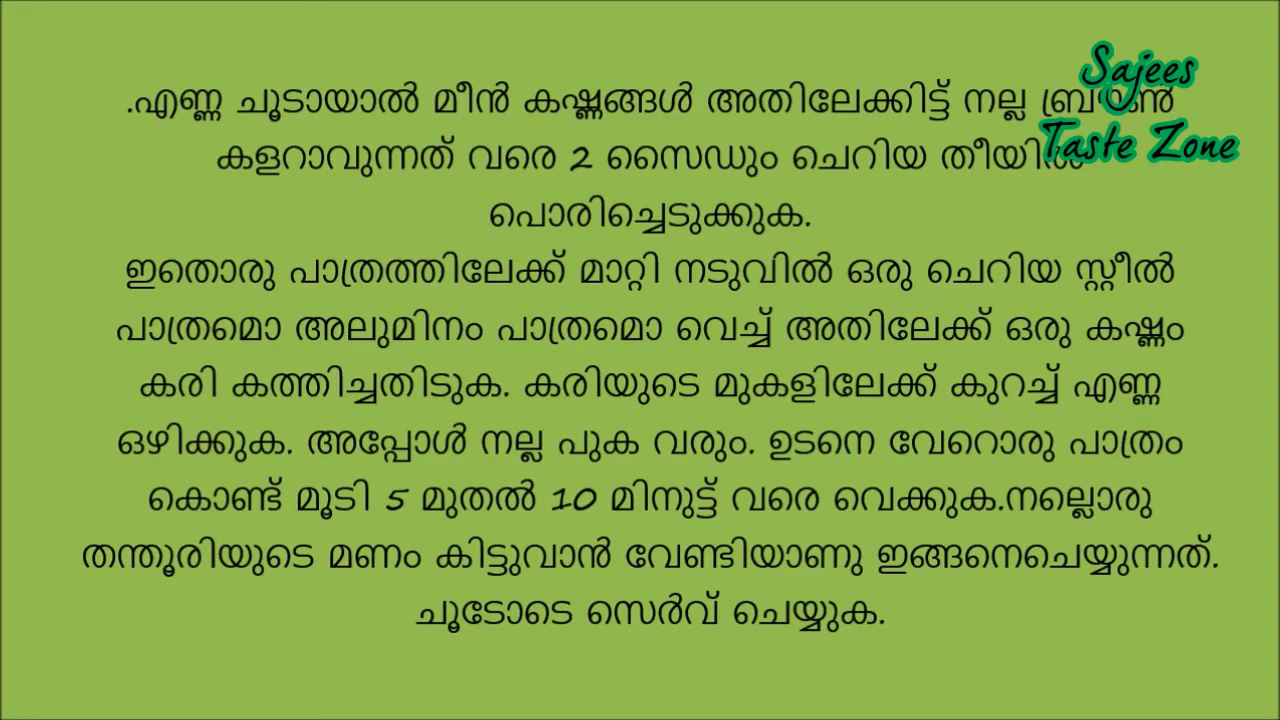 .എണ്ണ ചൂടായാൽ മീൻ കഷ്ണങ്ങൾ അതിലേക്കിട്ട് നല്ല ബ്രൗൺ
കളറാവുന്നത് വരെ 2 സൈഡും ചെറിയ തീയിൽ
പൊരിച്ചെടുക്കുക.
ഇതൊരു പാത്രത്തിലേക്ക് മാറ്റി നടുവിൽ ഒരു ചെറിയ സ്റ്റീൽ
പാത്രമൊ അലുമിനം പാത്രമൊ വെച്ച് അതിലേക്ക് ഒരു കഷ്ണം
കരി കത്തിച്ചതിടുക. കരിയുടെ മുകളിലേക്ക് കുറച്ച് എണ്ണ
ഒഴിക്കുക. അപ്പോൾ നല്ല പുക വരും. ഉടനെ വേറൊരു പാത്രം
കൊണ്ട് മൂടി 5 മുതൽ 10 മിനുട്ട് വരെ വെക്കുക.നല്ലൊരു
തന്തൂരിയുടെ മണം കിട്ടുവാൻ വേണ്ടിയാണു ഇങ്ങനെചെയ്യുന്നത്.
ചൂടോടെ സെർവ് ചെയ്യുക.
Sajees
Taste Zone